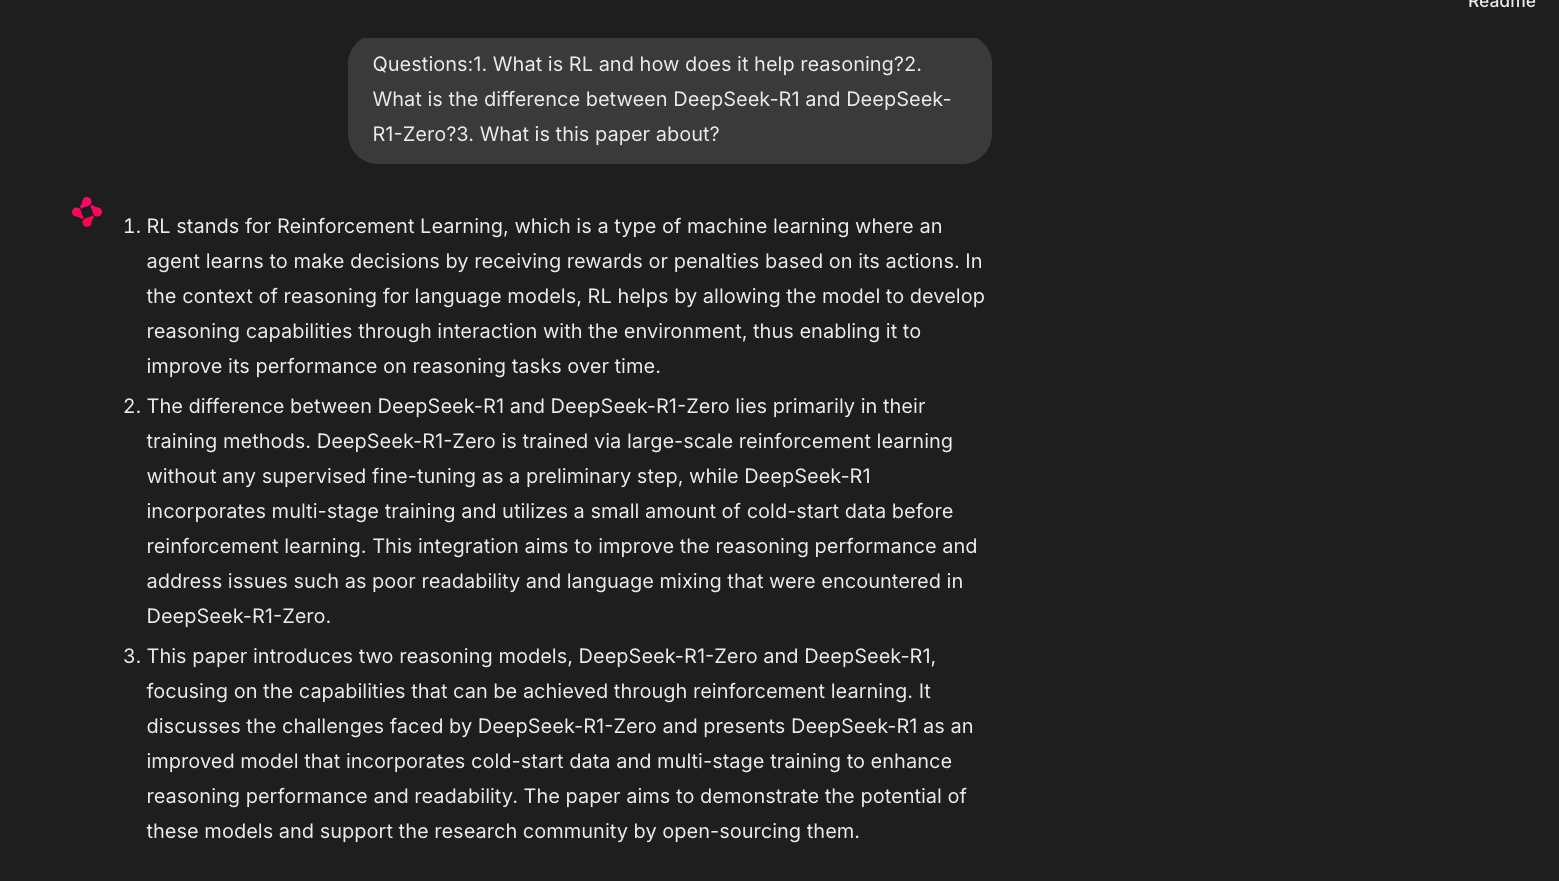 Readme
Questions:1. What is RL and how does it help reasoning?2.
What is the difference between DeepSeek-R1 and DeepSeek-
R1-Zero?3. What is this paper about?
1. RL stands for Reinforcement Learning, which is a type of machine learning where an
agent learns to make decisions by receiving rewards or penalties based on its actions. In
the context of reasoning for language models, RL helps by allowing the model to develop
reasoning capabilities through interaction with the environment, thus enabling it to
improve its performance on reasoning tasks over time.
2. The difference between DeepSeek-R1 and DeepSeek-R1-Zero lies primarily in their
training methods. DeepSeek-R1-Zero is trained via large-scale reinforcement learning
without any supervised fine-tuning as a preliminary step, while DeepSeek-R1
incorporates multi-stage training and utilizes a small amount of cold-start data before
reinforcement learning. This integration aims to improve the reasoning performance and
address issues such as poor readability and language mixing that were encountered in
DeepSeek-R1-Zero.
3. This paper introduces two reasoning models, DeepSeek-R1-Zero and DeepSeek-R1,
focusing on the capabilities that can be achieved through reinforcement learning. It
discusses the challenges faced by DeepSeek-R1-Zero and presents DeepSeek-R1 as an
improved model that incorporates cold-start data and multi-stage training to enhance
reasoning performance and readability. The paper aims to demonstrate the potential of
these models and support the research community by open-sourcing them.